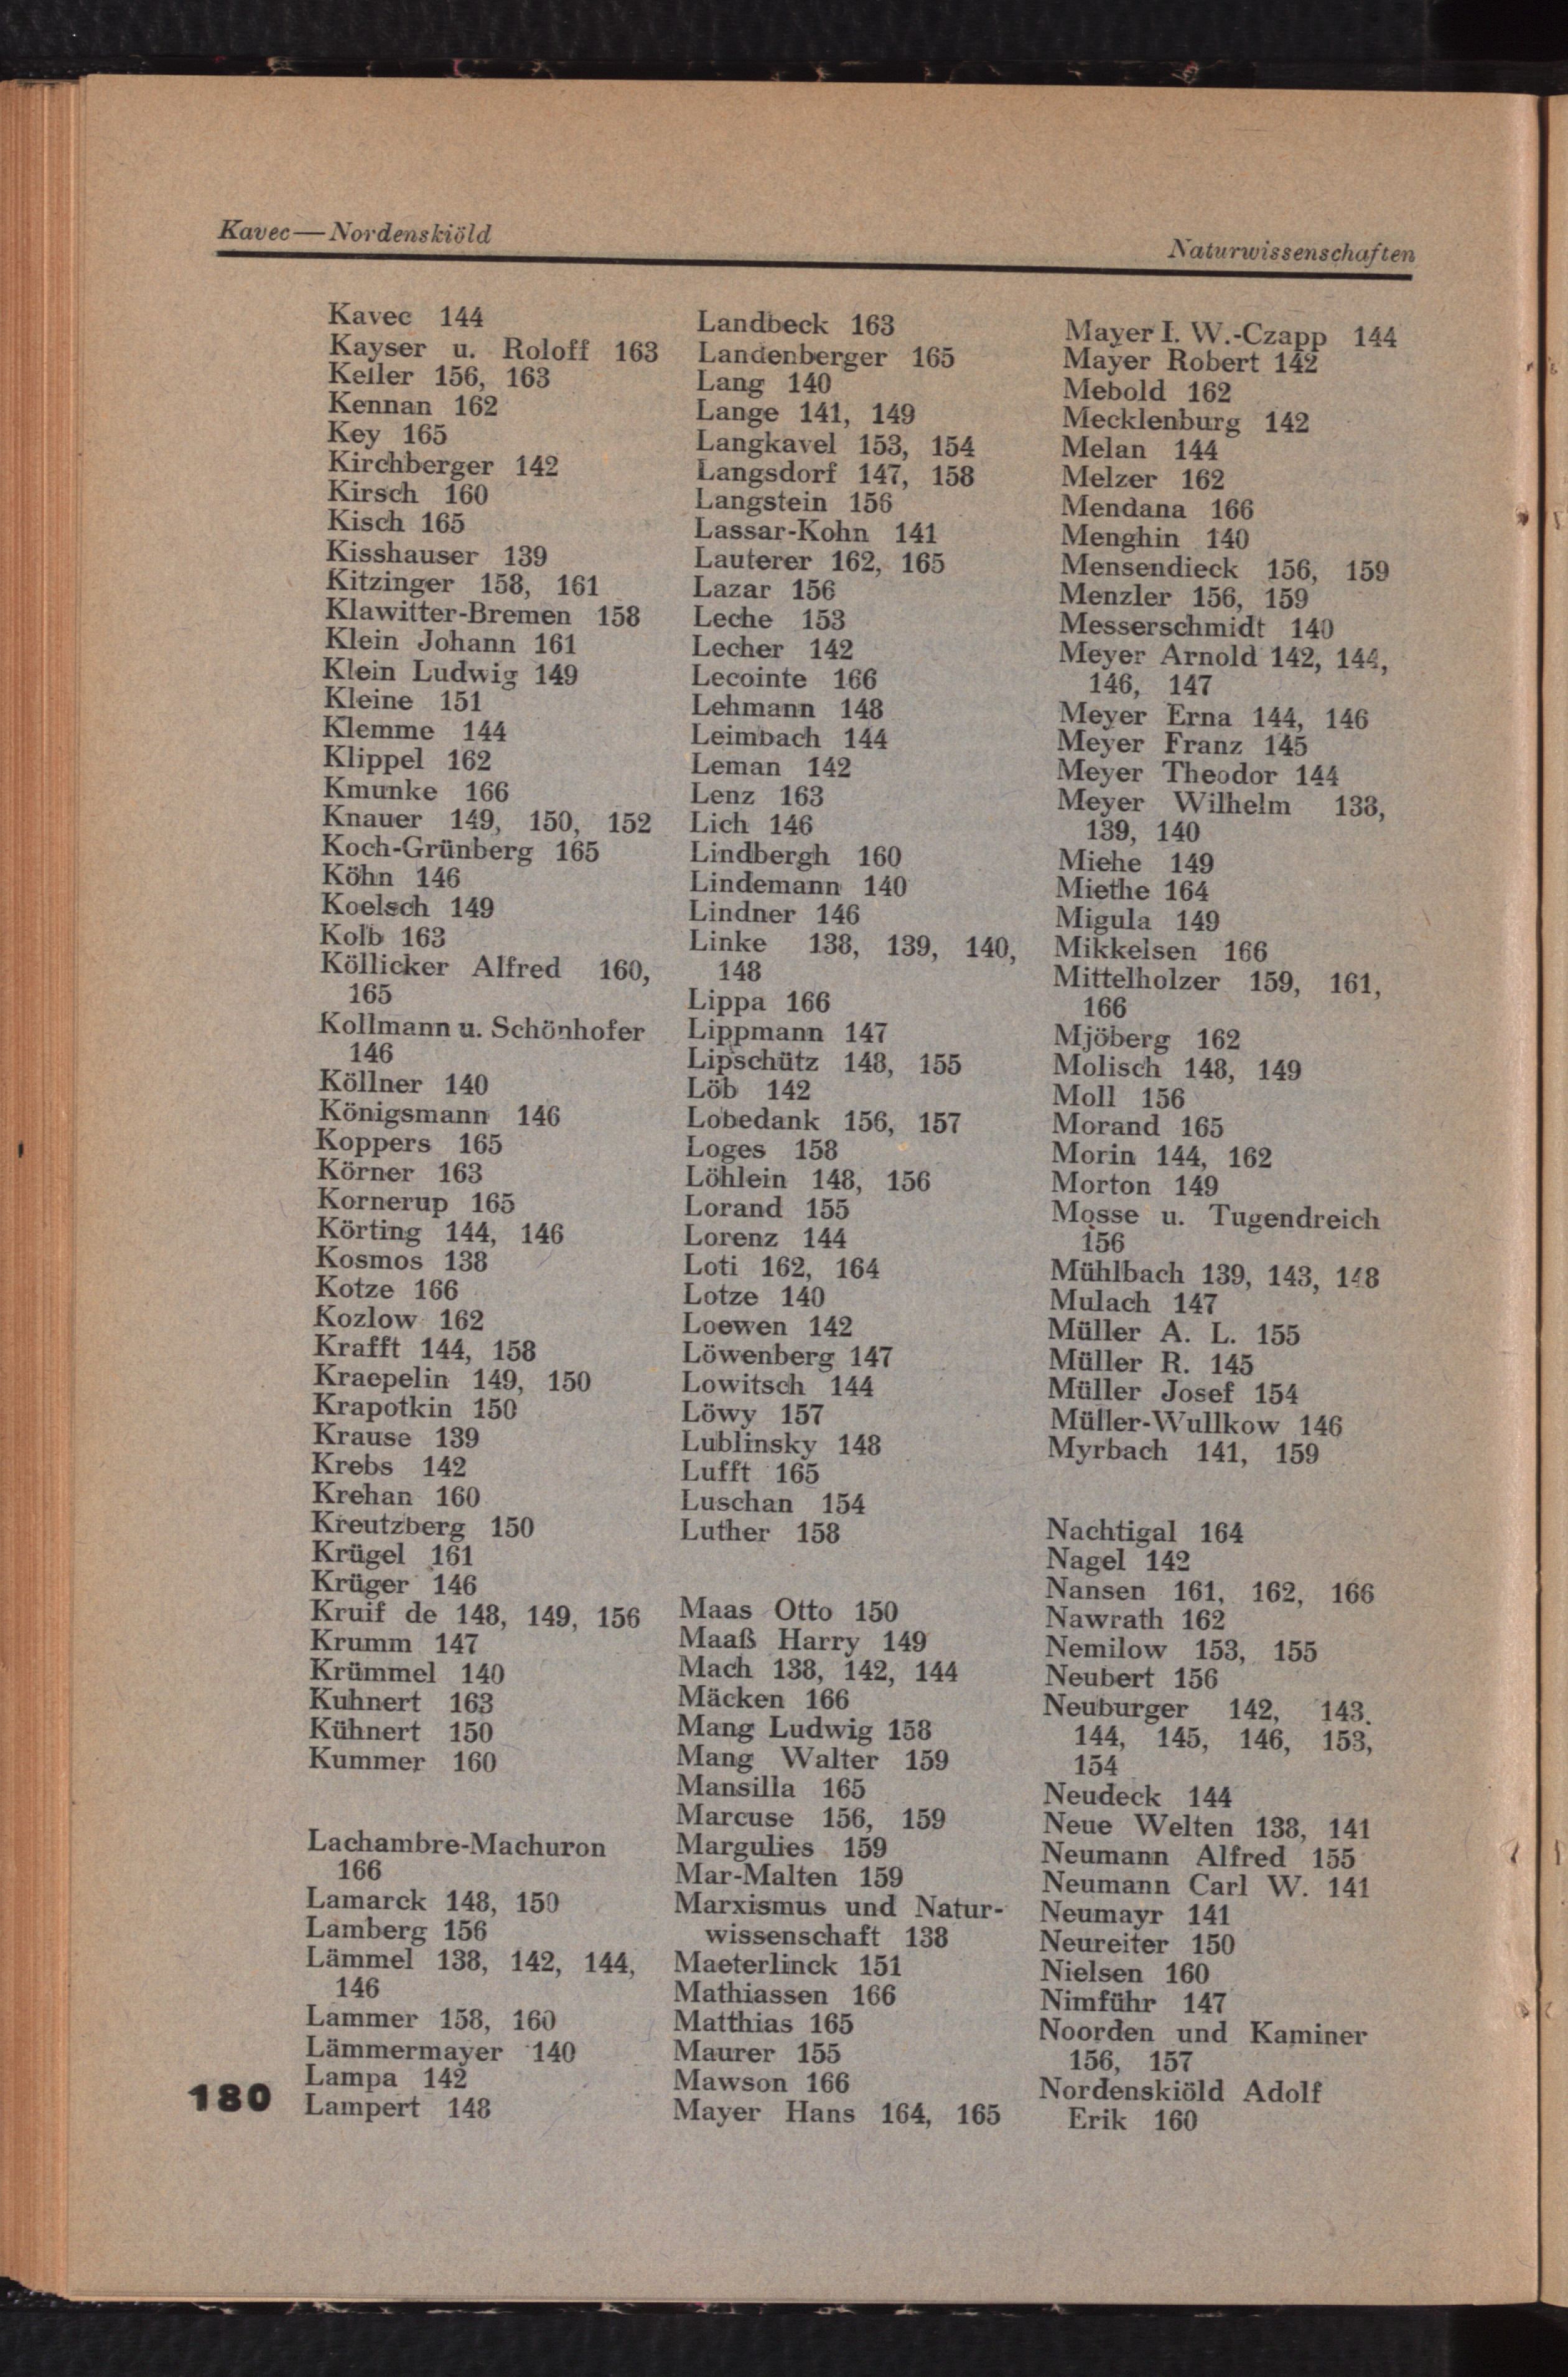 Kavec—Nordenskiöld
Naturwissenschaften
Kavec 144
Kayser u. Roloff 163
Keller 156, 163
Kennan 162
Key 165
Kirchberger 142
Kirsch 160
Kisch 165
Kisshauser 139
Kitzinger 158, 161
Klawitter-Bremen 158
Klein Johann 161
Klein Ludwig 149
Kleine 151
Klemme 144
Klippel 162
Kmunke 166
Knauer 149, 150, 152
Koch-Grünberg 165
Köhn 146
Koelsch 149
Kolb 163
Köllicker Alfred 160,
165
Kollmann u. Schönhofer
146
Köllner 140
Königsmann 146
Koppers 165
Körner 163
Kornerup 165
Körting 144, 146
Kosmos 138
Kotze 166
Kozlow 162
Krafft 144, 158
Kraepelin 149, 150
Krapotkin 150
Krause 139
Krebs 142
Krehan 160
Kreutzberg 150
Krügel 161
Krüger 146
Kruif de 148, 149, 156
Krumm 147
Krümmel 140
Kuhnert 163
Kühnert 150
Kummer 160
Lachambre-Machuron
166
Lamarck 148, 150
Lamberg 156
Lämmel 138, 142, 144,
146
Lammer 158, 160
Lämmermayer 140
Lampa 142
Lampert 148
Landbeck 163
Landenberger 165
Lang 140
Lange 141, 149
Langkavel 153, 154
Langsdorf 147, 158
Langstein 156
Lassar-Kohn 141
Lauterer 162, 165
Lazar 156
Leche 153
Lecher 142
Lecointe 166
Lehmann 148
Leimbach 144
Leman 142
Lenz 163
Lich 146
Lindbergh 160
Lindemann 140
Lindner 146
Linke 138, 139, 140,
148
Lippa 166
Lippmann 147
Lipschütz 148, 155
Löb 142
Lobedank 156, 157
Loges 158
Löhlein 148, 156
Lorand 155
Lorenz 144
Loti 162, 164
Lotze 140
Loewen 142
Löwenberg 147
Lowitsch 144
Löwy 157
Lublinsky 148
Lufft 165
Luschan 154
Luther 158
Maas Otto 150
Maaß Harry 149
Mach 138, 142, 144
Mäcken 166
Mang Ludwig 158
Mang Walter 159
Mansilla 165
Marcuse 156, 159
Margulies 159
Mar-Malten 159
Marxismus und Natur-
wissenschaft 138
Maeterlinck 151
Mathiassen 166
Matthias 165
Maurer 155
Mawson 166
Mayer Hans 164, 165
Mayer I. W.-Czapp 144
Mayer Robert 142
Mebold 162
Mecklenburg 142
Melan 144
Melzer 162
Mendana 166
Menghin 140
Mensendieck 156, 159
Menzler 156, 159
Messerschmidt 140
Meyer Arnold 142, 144,
146, 147
Meyer Erna 144, 146
Meyer Franz 145
Meyer Theodor 144
Meyer Wilhelm 138,
139, 140
Miehe 149
Miethe 164
Migula 149
Mikkelsen 166
Mittelholzer 159, 161,
166
Mjöberg 162
Molisch 148, 149
Moll 156
Morand 165
Morin 144, 162
Morton 149
Mosse u. Tugendreich
156
Mühlbach 139, 143, 148
Mulach 147
Müller A. L. 155
Müller R. 145
Müller Josef 154
Müller-Wullkow 146
Myrbach 141, 159
Nachtigal 164
Nagel 142
Nansen 161, 162, 166
Nawrath 162
Nemilow 153, 155
Neubert 156
Neuburger 142, 143.
144, 145, 146, 153,
154
Neudeck 144
Neue Welten 138, 141
Neumann Alfred 155
Neumann Carl W. 141
Neumayr 141
Neureiter 150
Nielsen 160
Nimführ 147
Noorden und Kaminer
156, 157
Nordenskiöld Adolf
Erik 160
180